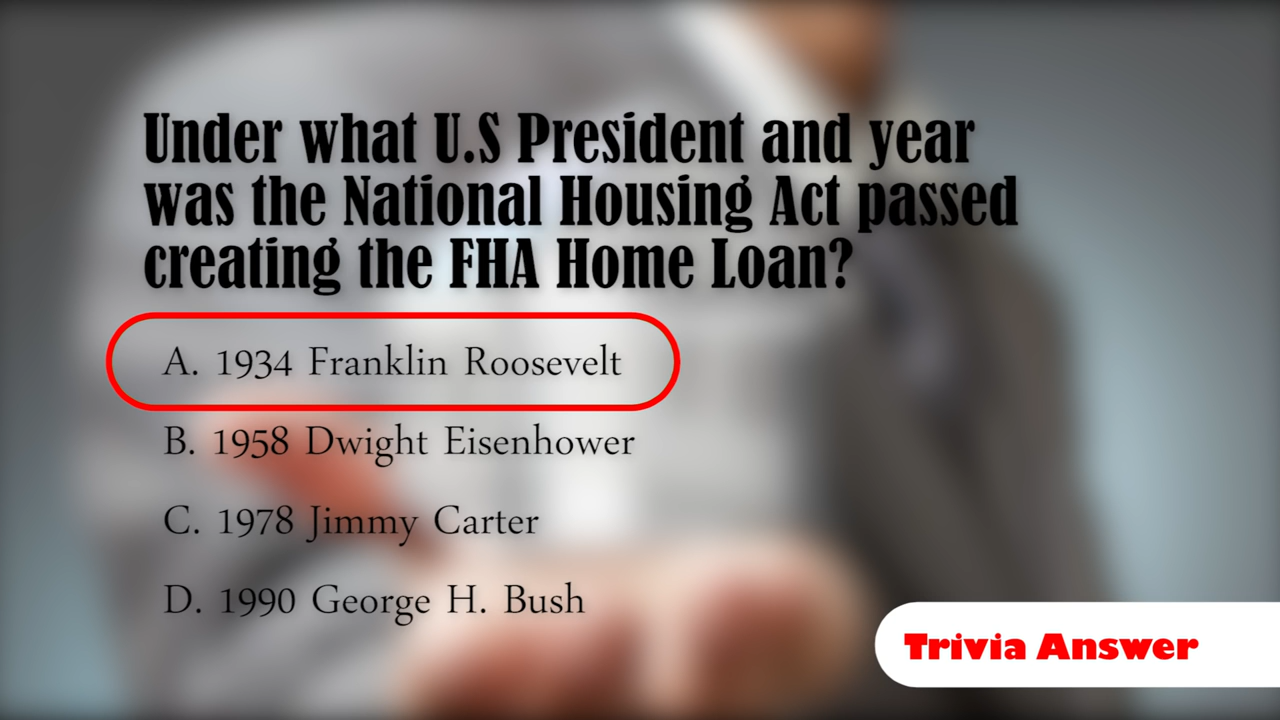 Under what U.S President and year
was the National Housing Act passed
creating the FHA Home Loan?
A. 1934 Franklin Roosevelt
B. 1958 Dwight Eisenhower
C. 1978 Jimmy Carter
D. 1990 George H. Bush
Trivia Answer